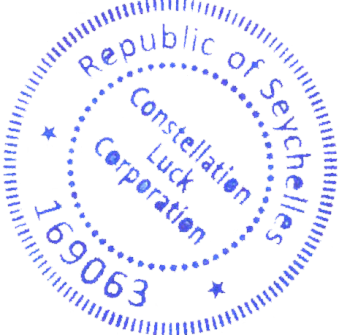 Republic of Seychelles
Constellation
Luck
Corporation
169063